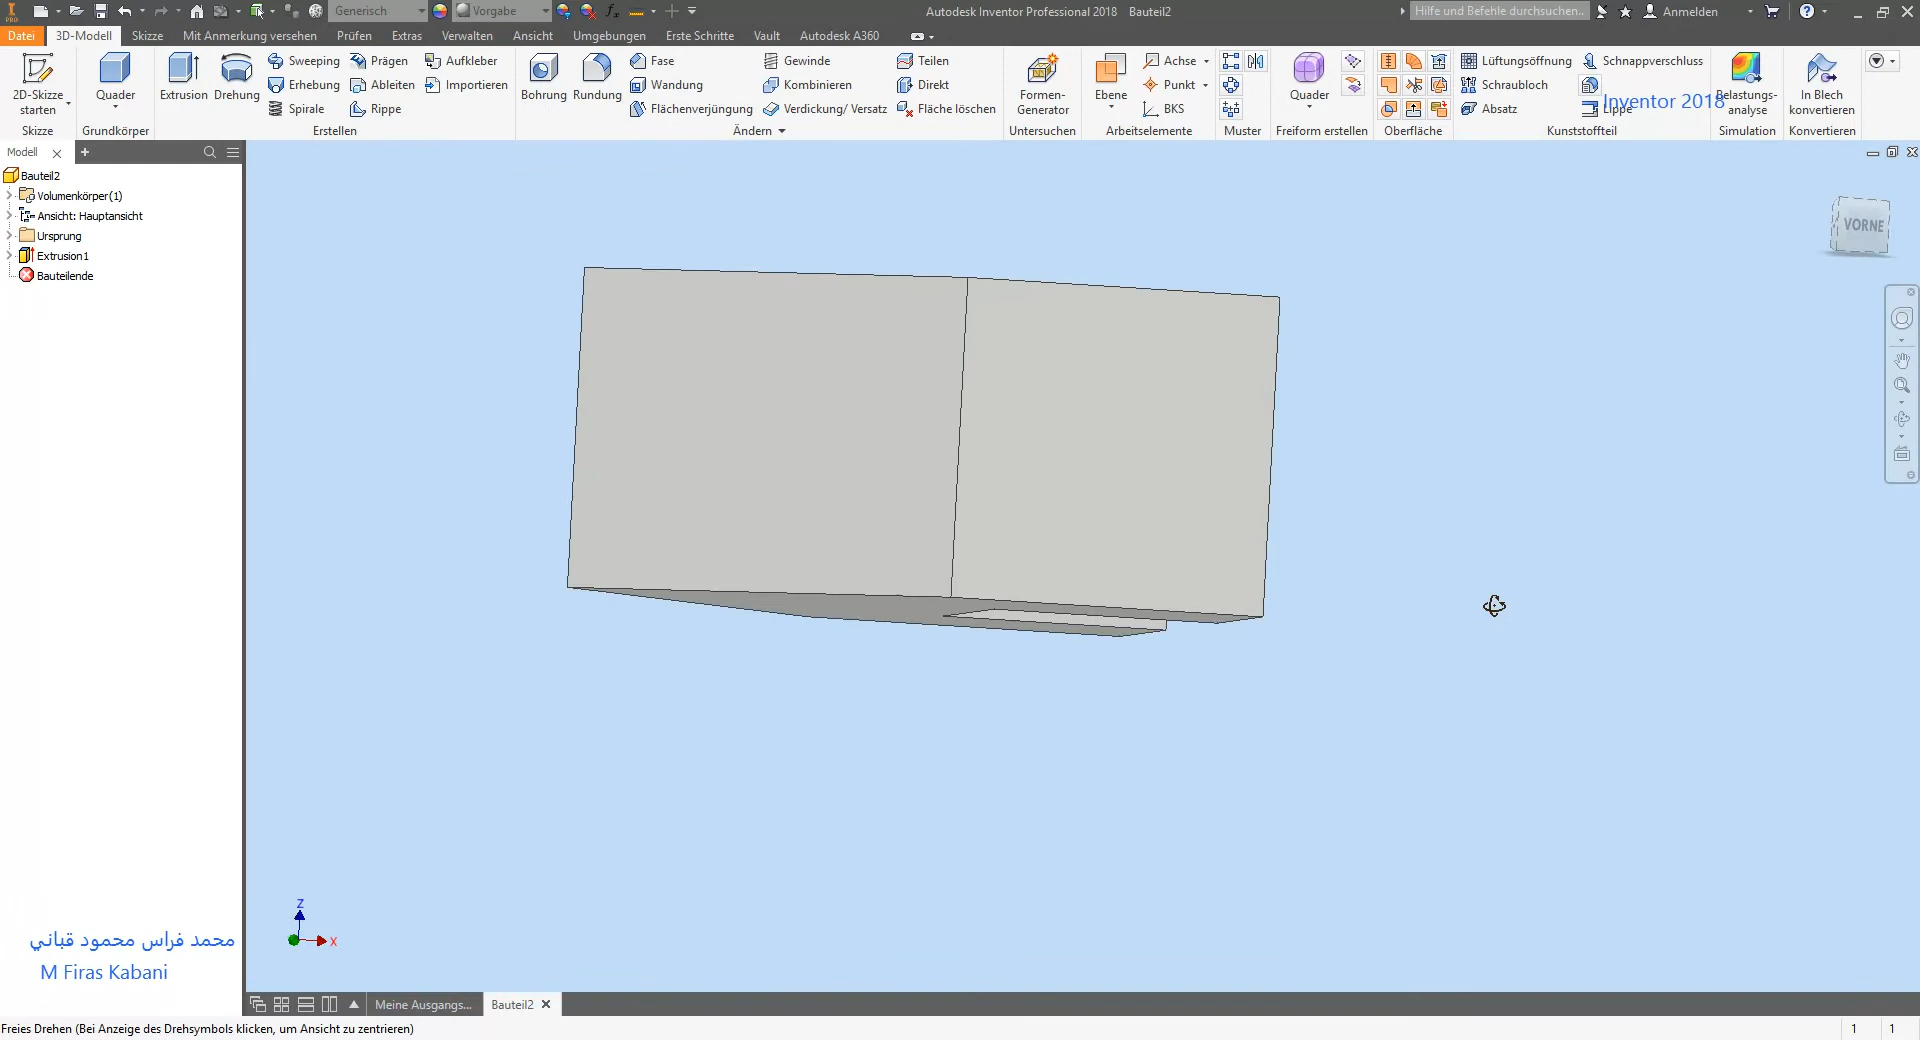 PRO
Generisch
Vorgabe
Autodesk Inventor Professional 2018 Bauteil2
Hilfe und Befehle durchsuchen...
Anmelden
Datei 3D-Modell Skizze Mit Anmerkung versehen Prüfen Extras Verwalten Ansicht Umgebungen Erste Schritte Vault Autodesk A360
2D-Skizze starten
Skizze
Quader
Grundkörper
Extrusion
Drehung
Sweeping
Erhebung
Spirale
Prägen
Ableiten
Rippe
Aufkleber
Importieren
Erstellen
Bohrung
Rundung
Fase
Wandung
Flächenverjüngung
Gewinde
Kombinieren
Verdickung/ Versatz
Teilen
Direkt
Fläche löschen
Ändern
Formen-
Generator
Untersuchen
Ebene
Achse
Punkt
BKS
Arbeitselemente
Muster
Quader
Freiform erstellen
Oberfläche
Lüftungsöffnung
Schraubloch
Absatz
Schnappverschluss
Lippe
Inventor 2018
Kunststoffteil
Belastungs-
analyse
Simulation
In Blech
konvertieren
Konvertieren
Modell
Bauteil2
Volumenkörper(1)
Ansicht: Hauptansicht
Ursprung
Extrusion1
Bauteilende
VORNE
Z
X
محمد فراس محمود قباني
M Firas Kabani
Meine Ausgangs...
Bauteil2
Freies Drehen (Bei Anzeige des Drehsymbols klicken, um Ansicht zu zentrieren)
1 1